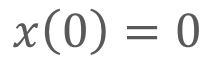 x(0) = 0